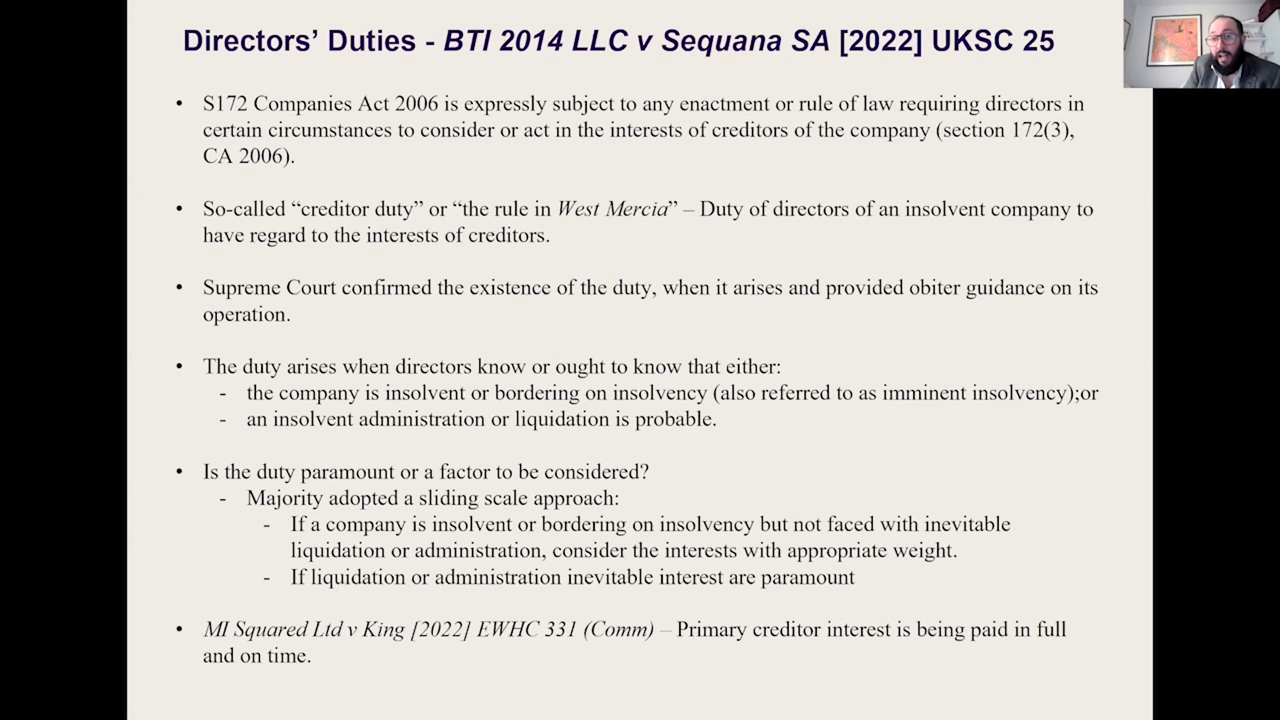 Directors’ Duties - BTI 2014 LLC v Sequana SA [2022] UKSC 25
• S172 Companies Act 2006 is expressly subject to any enactment or rule of law requiring directors in
certain circumstances to consider or act in the interests of creditors of the company (section 172(3),
CA 2006).
• So-called “creditor duty” or “the rule in West Mercia” – Duty of directors of an insolvent company to
have regard to the interests of creditors.
• Supreme Court confirmed the existence of the duty, when it arises and provided obiter guidance on its
operation.
• The duty arises when directors know or ought to know that either:
- the company is insolvent or bordering on insolvency (also referred to as imminent insolvency);or
- an insolvent administration or liquidation is probable.
• Is the duty paramount or a factor to be considered?
- Majority adopted a sliding scale approach:
- If a company is insolvent or bordering on insolvency but not faced with inevitable
liquidation or administration, consider the interests with appropriate weight.
- If liquidation or administration inevitable interest are paramount
• MI Squared Ltd v King [2022] EWHC 331 (Comm) – Primary creditor interest is being paid in full
and on time.